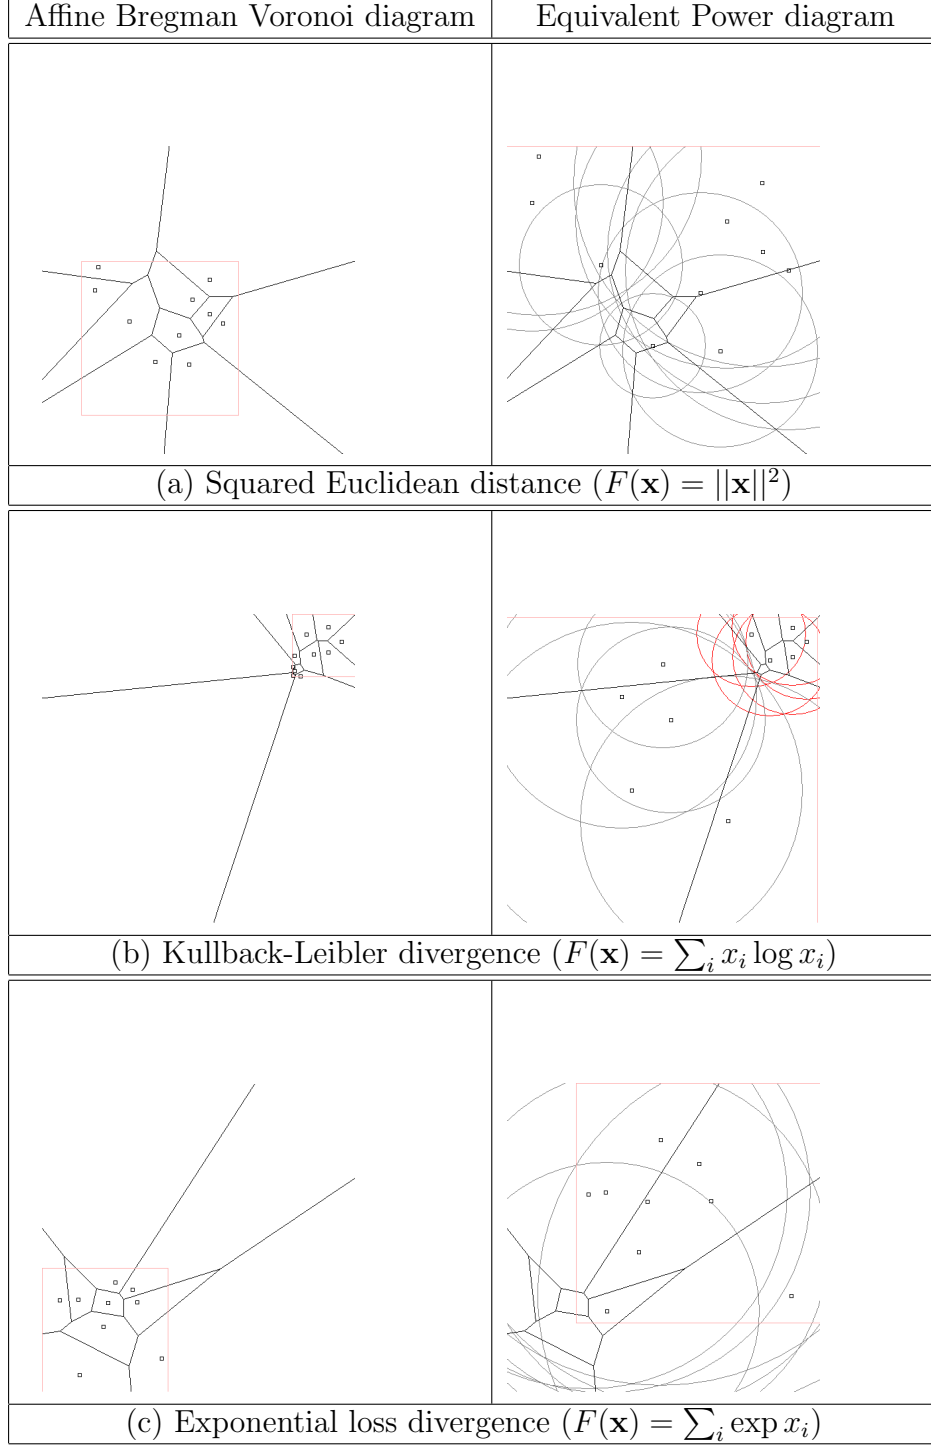 Affine Bregman Voronoi diagram Equivalent Power diagram
(a) Squared Euclidean distance (F(x) = ||x||²)
(b) Kullback-Leibler divergence (F(x) = ∑ᵢ xᵢ log xᵢ)
(c) Exponential loss divergence (F(x) = ∑ᵢ exp xᵢ)